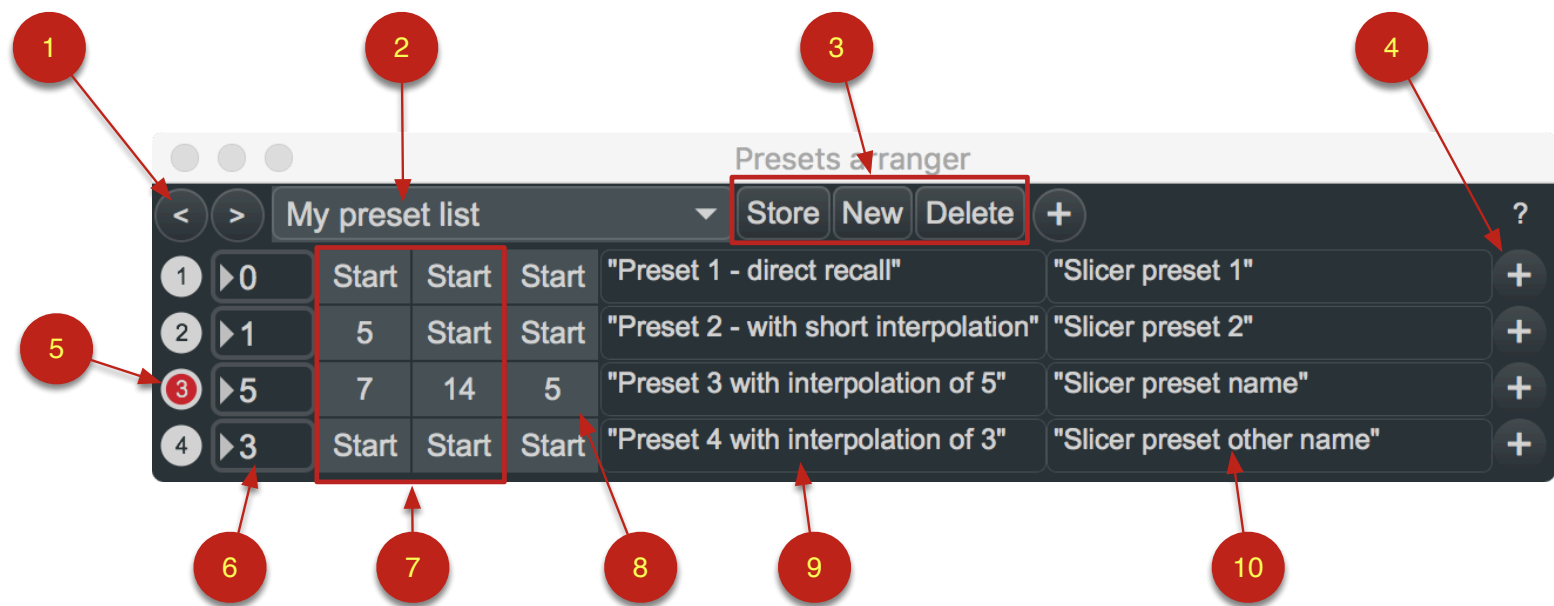 1 2 3 4
Presets arranger
< > My preset list Store New Delete + ?
1 0 Start Start Start "Preset 1 - direct recall" "Slicer preset 1" +
2 1 5 Start Start "Preset 2 - with short interpolation" "Slicer preset 2" +
5
3 5 7 14 5 "Preset 3 with interpolation of 5" "Slicer preset name" +
4 3 Start Start Start "Preset 4 with interpolation of 3" "Slicer preset other name" +
6 7 8 9 10